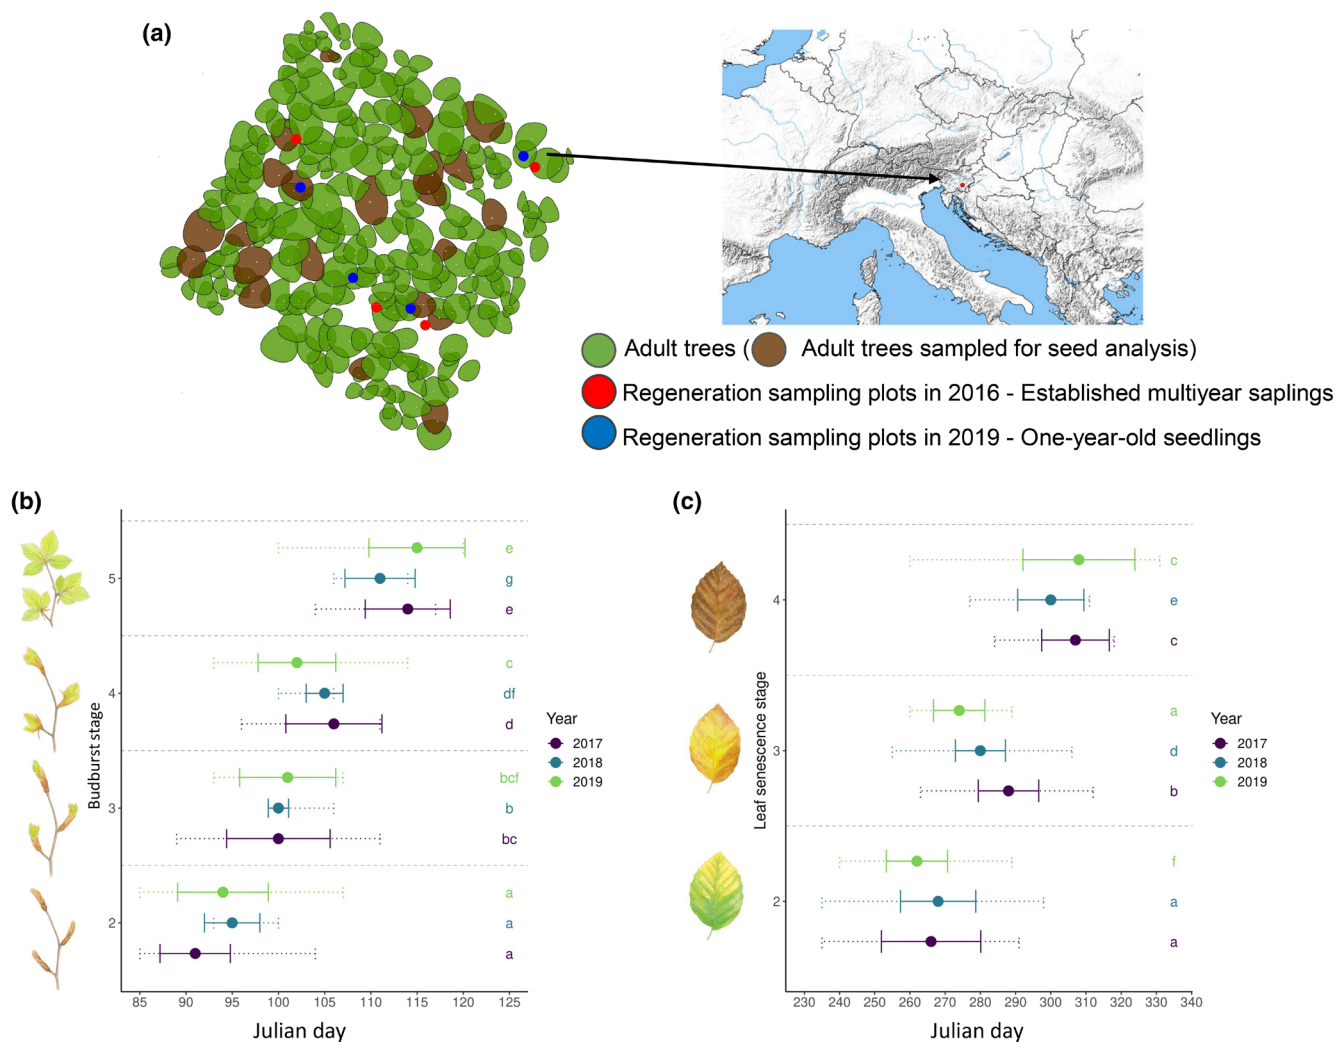 (a)
Adult trees (
Adult trees sampled for seed analysis)
Regeneration sampling plots in 2016 - Established multiyear saplings
Regeneration sampling plots in 2019 - One-year-old seedlings
(b)
Budburst stage
5
4
3
2
e
g
e
c
df
d
bcf
b
bc
a
a
a
85 90 95 100 105 110 115 120 125
Julian day
Year
2017
2018
2019
(c)
Leaf senescence stage
4
3
2
c
e
c
a
d
b
f
a
a
230 240 250 260 270 280 290 300 310 320 330 340
Julian day
Year
2017
2018
2019